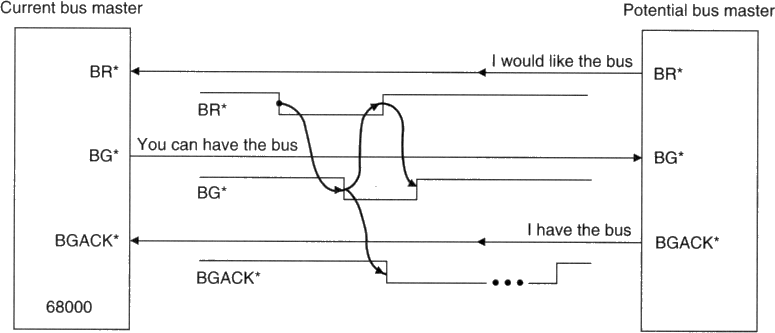 Current bus master
Potential bus master
I would like the bus
BR*
BR*
BR*
You can have the bus
BG*
BG*
BG*
I have the bus
BGACK*
BGACK*
BGACK*
68000